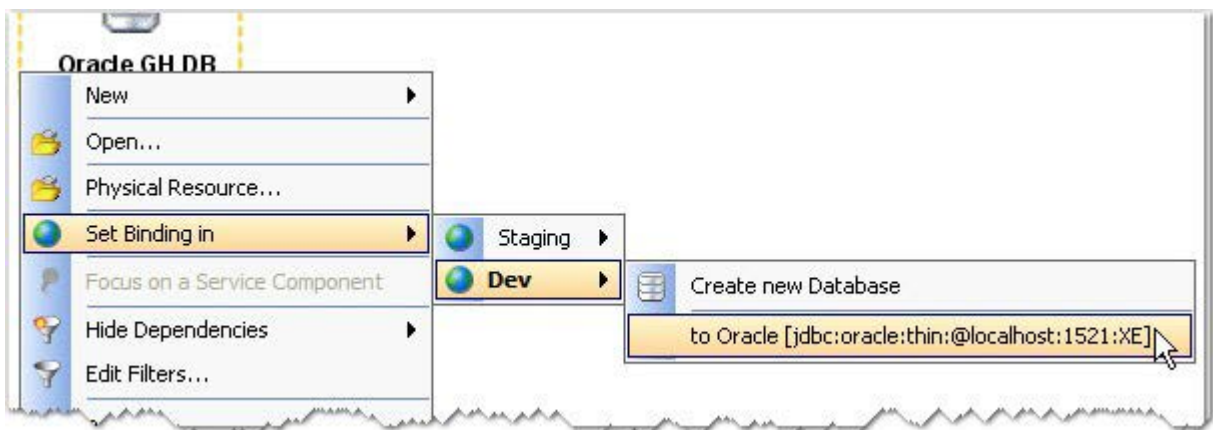 Oracle GH DB
New
Open...
Physical Resource...
Set Binding in
Staging
Focus on a Service Component
Dev
Create new Database
Hide Dependencies
to Oracle [jdbc:oracle:thin:@localhost:1521:XE]
Edit Filters...